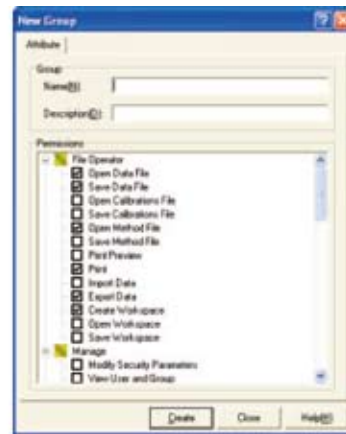 New Group
Attribute
Group
Name(N):
Description(D):
Permissions
File Operator
Open Data File
Save Data File
Open Calibrations File
Save Calibrations File
Open Method File
Save Method File
Print Preview
Print
Import Data
Export Data
Create Workspace
Open Workspace
Save Workspace
Manage
Modify Security Parameters
View User and Group
Create
Close
Help(H)